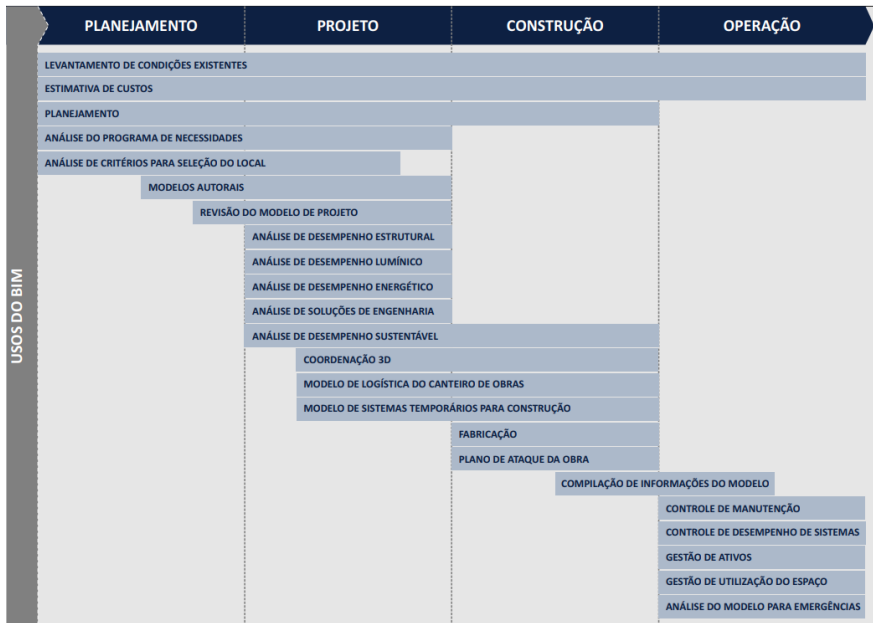 PLANEJAMENTO
PROJETO
CONSTRUÇÃO
OPERAÇÃO
USOS DO BIM
LEVANTAMENTO DE CONDIÇÕES EXISTENTES
ESTIMATIVA DE CUSTOS
PLANEJAMENTO
ANÁLISE DO PROGRAMA DE NECESSIDADES
ANÁLISE DE CRITÉRIOS PARA SELEÇÃO DO LOCAL
MODELOS AUTORAIS
REVISÃO DO MODELO DE PROJETO
ANÁLISE DE DESEMPENHO ESTRUTURAL
ANÁLISE DE DESEMPENHO LUMÍNICO
ANÁLISE DE DESEMPENHO ENERGÉTICO
ANÁLISE DE SOLUÇÕES DE ENGENHARIA
ANÁLISE DE DESEMPENHO SUSTENTÁVEL
COORDENAÇÃO 3D
MODELO DE LOGÍSTICA DO CANTEIRO DE OBRAS
MODELO DE SISTEMAS TEMPORÁRIOS PARA CONSTRUÇÃO
FABRICAÇÃO
PLANO DE ATAQUE DA OBRA
COMPILAÇÃO DE INFORMAÇÕES DO MODELO
CONTROLE DE MANUTENÇÃO
CONTROLE DE DESEMPENHO DE SISTEMAS
GESTÃO DE ATIVOS
GESTÃO DE UTILIZAÇÃO DO ESPAÇO
ANÁLISE DO MODELO PARA EMERGÊNCIAS